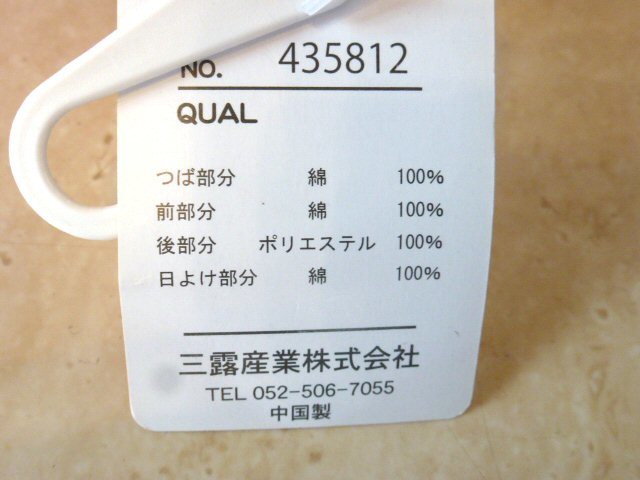 NO. 435812
QUAL
つば部分 綿 100%
前部分 綿 100%
後部分 ポリエステル 100%
日よけ部分 綿 100%
三露産業株式会社
TEL 052-506-7055
中国製